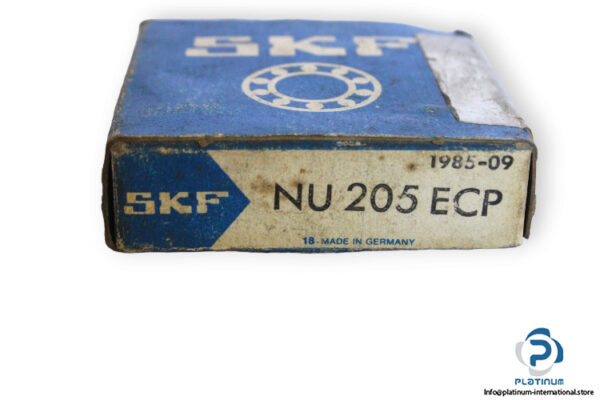 SKF
1985-09
SKF
NU 205 ECP
18-MADE IN GERMANY
PLATINUM
Info@platinum-international.store